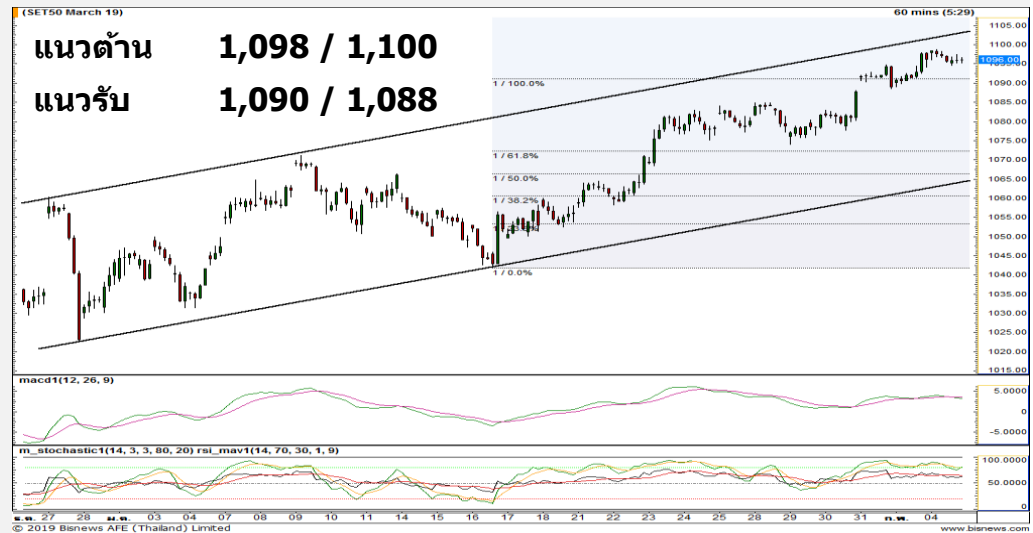 (SET50 March 19) 60 mins (5:29)
แนวต้าน 1,098 / 1,100
แนวรับ 1,090 / 1,088
1105.00
1100.00
1096.00
1090.00
1085.00
1080.00
1075.00
1070.00
1065.00
1060.00
1055.00
1050.00
1045.00
1040.00
1035.00
1030.00
1025.00
1020.00
1015.00
1 / 100.0%
1 / 61.8%
1 / 50.0%
1 / 38.2%
1 / 0.0%
macd1(12, 26, 9)
5.0000
0
-5.0000
m_stochastic1(14, 3, 3, 80, 20) rsi_mav1(14, 70, 30, 1, 9)
100.0000
50.0000
0
ธ.ค. 27 28 ม.ค. 03 04 07 08 09 10 11 14 15 16 17 18 21 22 23 24 25 28 29 30 31 ก.พ. 04
© 2019 Bisnews AFE (Thailand) Limited www.bisnews.com